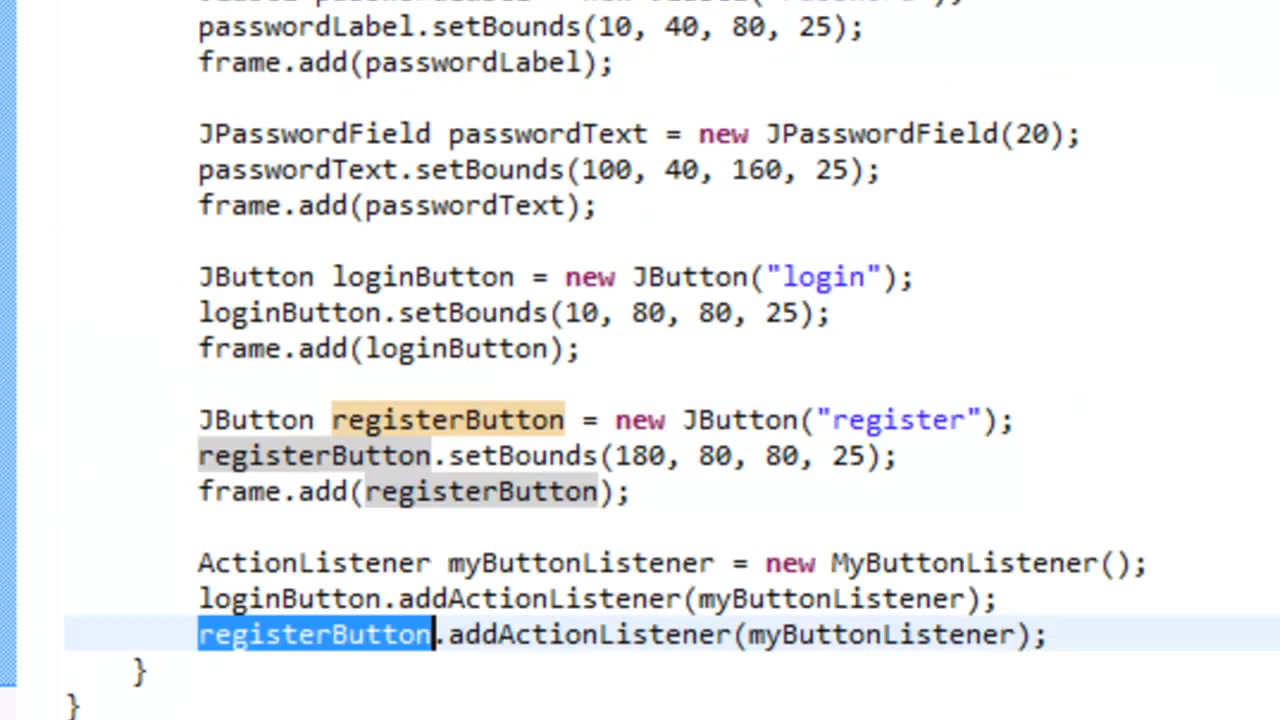 passwordLabel.setBounds(10, 40, 80, 25);
frame.add(passwordLabel);
JPasswordField passwordText = new JPasswordField(20);
passwordText.setBounds(100, 40, 160, 25);
frame.add(passwordText);
JButton loginButton = new JButton("login");
loginButton.setBounds(10, 80, 80, 25);
frame.add(loginButton);
JButton registerButton = new JButton("register");
registerButton.setBounds(180, 80, 80, 25);
frame.add(registerButton);
ActionListener myButtonListener = new MyButtonListener();
loginButton.addActionListener(myButtonListener);
registerButton.addActionListener(myButtonListener);
}
}